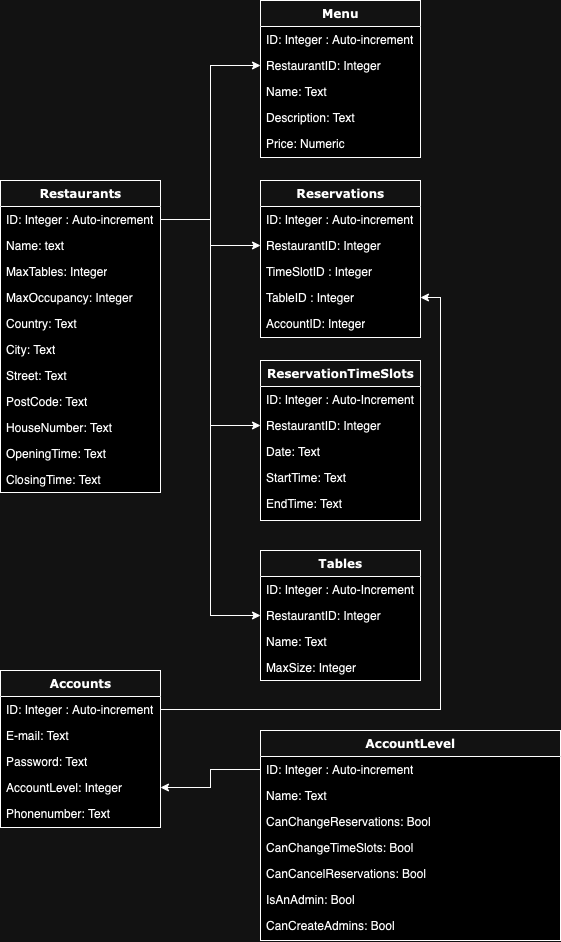 Menu
ID: Integer : Auto-increment
RestaurantID: Integer
Name: Text
Description: Text
Price: Numeric
Restaurants
ID: Integer : Auto-increment
Name: text
MaxTables: Integer
MaxOccupancy: Integer
Country: Text
City: Text
Street: Text
PostCode: Text
HouseNumber: Text
OpeningTime: Text
ClosingTime: Text
Reservations
ID: Integer : Auto-increment
RestaurantID: Integer
TimeSlotID : Integer
TableID : Integer
AccountID: Integer
ReservationTimeSlots
ID: Integer : Auto-Increment
RestaurantID: Integer
Date: Text
StartTime: Text
EndTime: Text
Tables
ID: Integer : Auto-Increment
RestaurantID: Integer
Name: Text
MaxSize: Integer
Accounts
ID: Integer : Auto-increment
E-mail: Text
Password: Text
AccountLevel: Integer
Phonenumber: Text
AccountLevel
ID: Integer : Auto-increment
Name: Text
CanChangeReservations: Bool
CanChangeTimeSlots: Bool
CanCancelReservations: Bool
IsAnAdmin: Bool
CanCreateAdmins: Bool